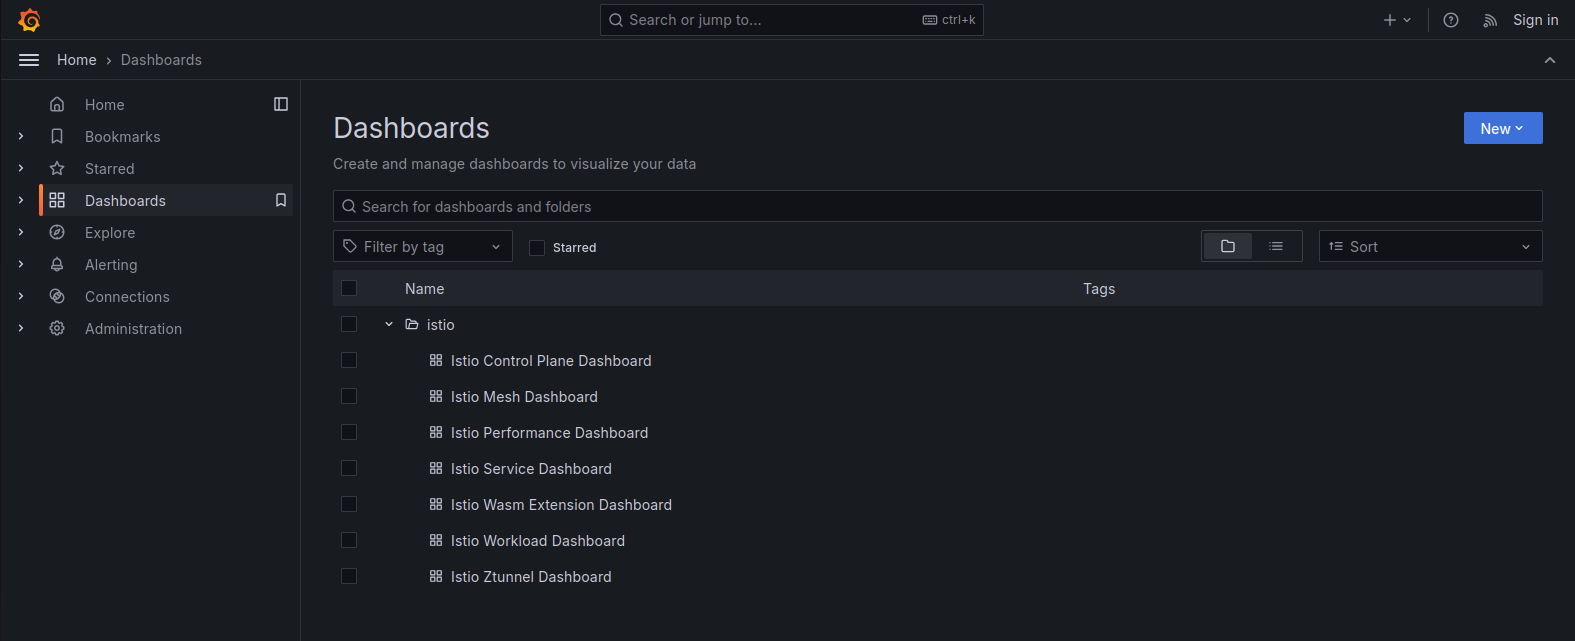 Search or jump to...
ctrl+k
Sign in
Home
Dashboards
Home
Bookmarks
Starred
Dashboards
Explore
Alerting
Connections
Administration
Dashboards
New
Create and manage dashboards to visualize your data
Search for dashboards and folders
Filter by tag
Starred
Sort
Name
Tags
istio
Istio Control Plane Dashboard
Istio Mesh Dashboard
Istio Performance Dashboard
Istio Service Dashboard
Istio Wasm Extension Dashboard
Istio Workload Dashboard
Istio Ztunnel Dashboard